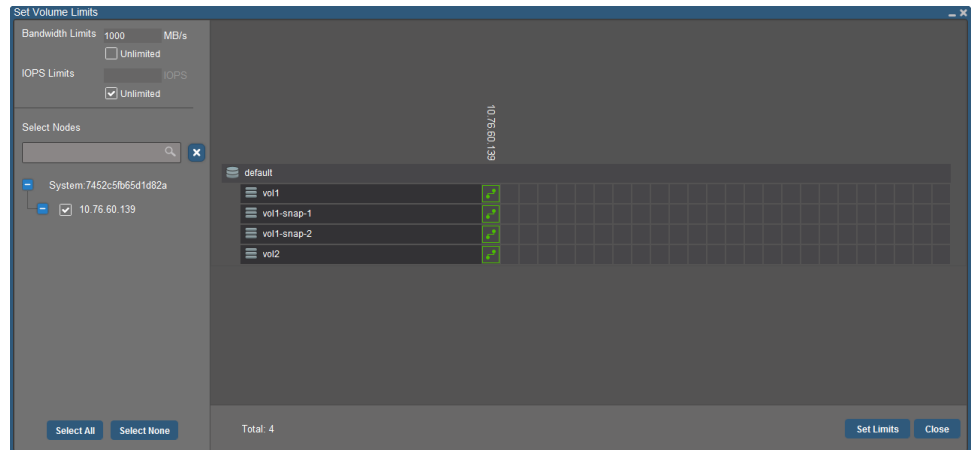 Set Volume Limits
Bandwidth Limits 1000 MB/s
Unlimited
IOPS Limits IOPS
Unlimited
Select Nodes
System:7452c5fb65d1d82a
10.76.60.139
Select All Select None
10.76.60.139
default
vol1
vol1-snap-1
vol1-snap-2
vol2
Total: 4
Set Limits Close